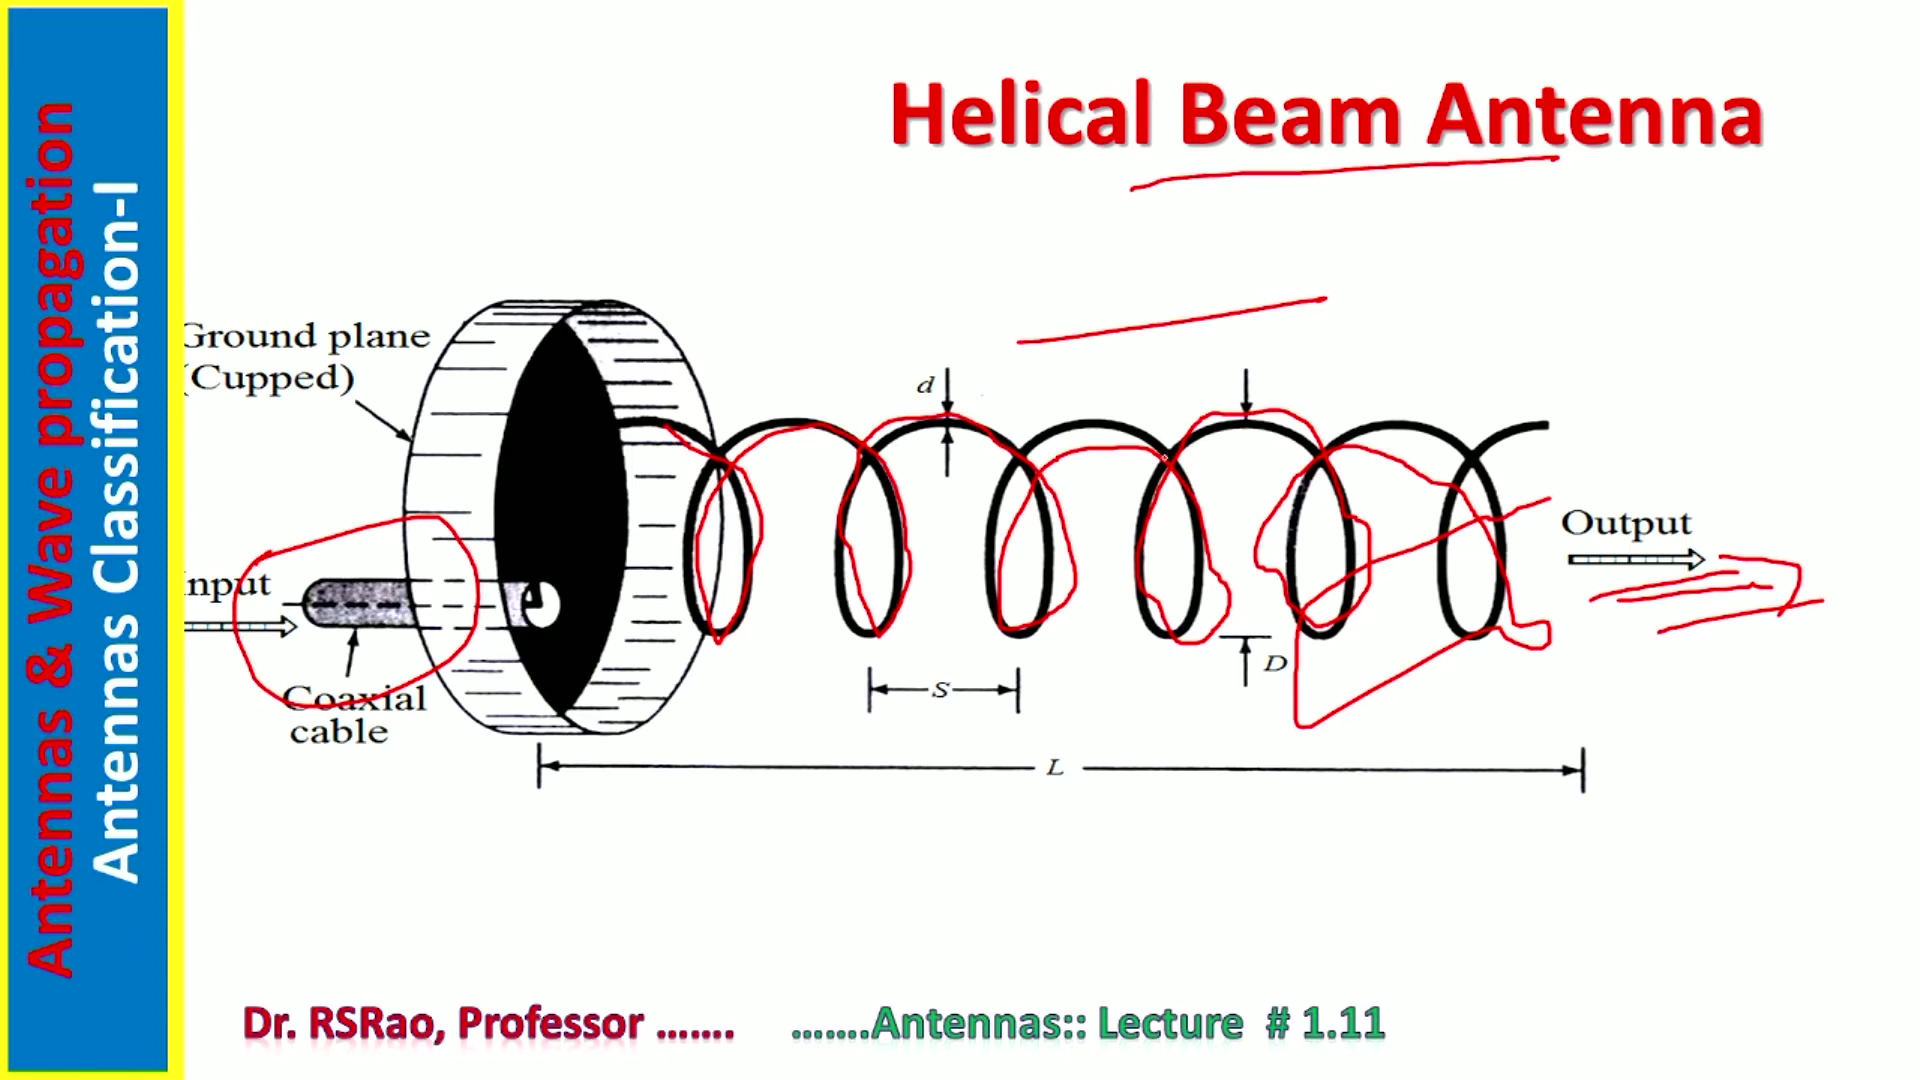 Antennas & Wave propagation
Antennas Classification-I
Helical Beam Antenna
Ground plane
(Cupped)
d
Input
Output
Coaxial
cable
D
S
L
Dr. RSRao, Professor ……. …….Antennas:: Lecture # 1.11